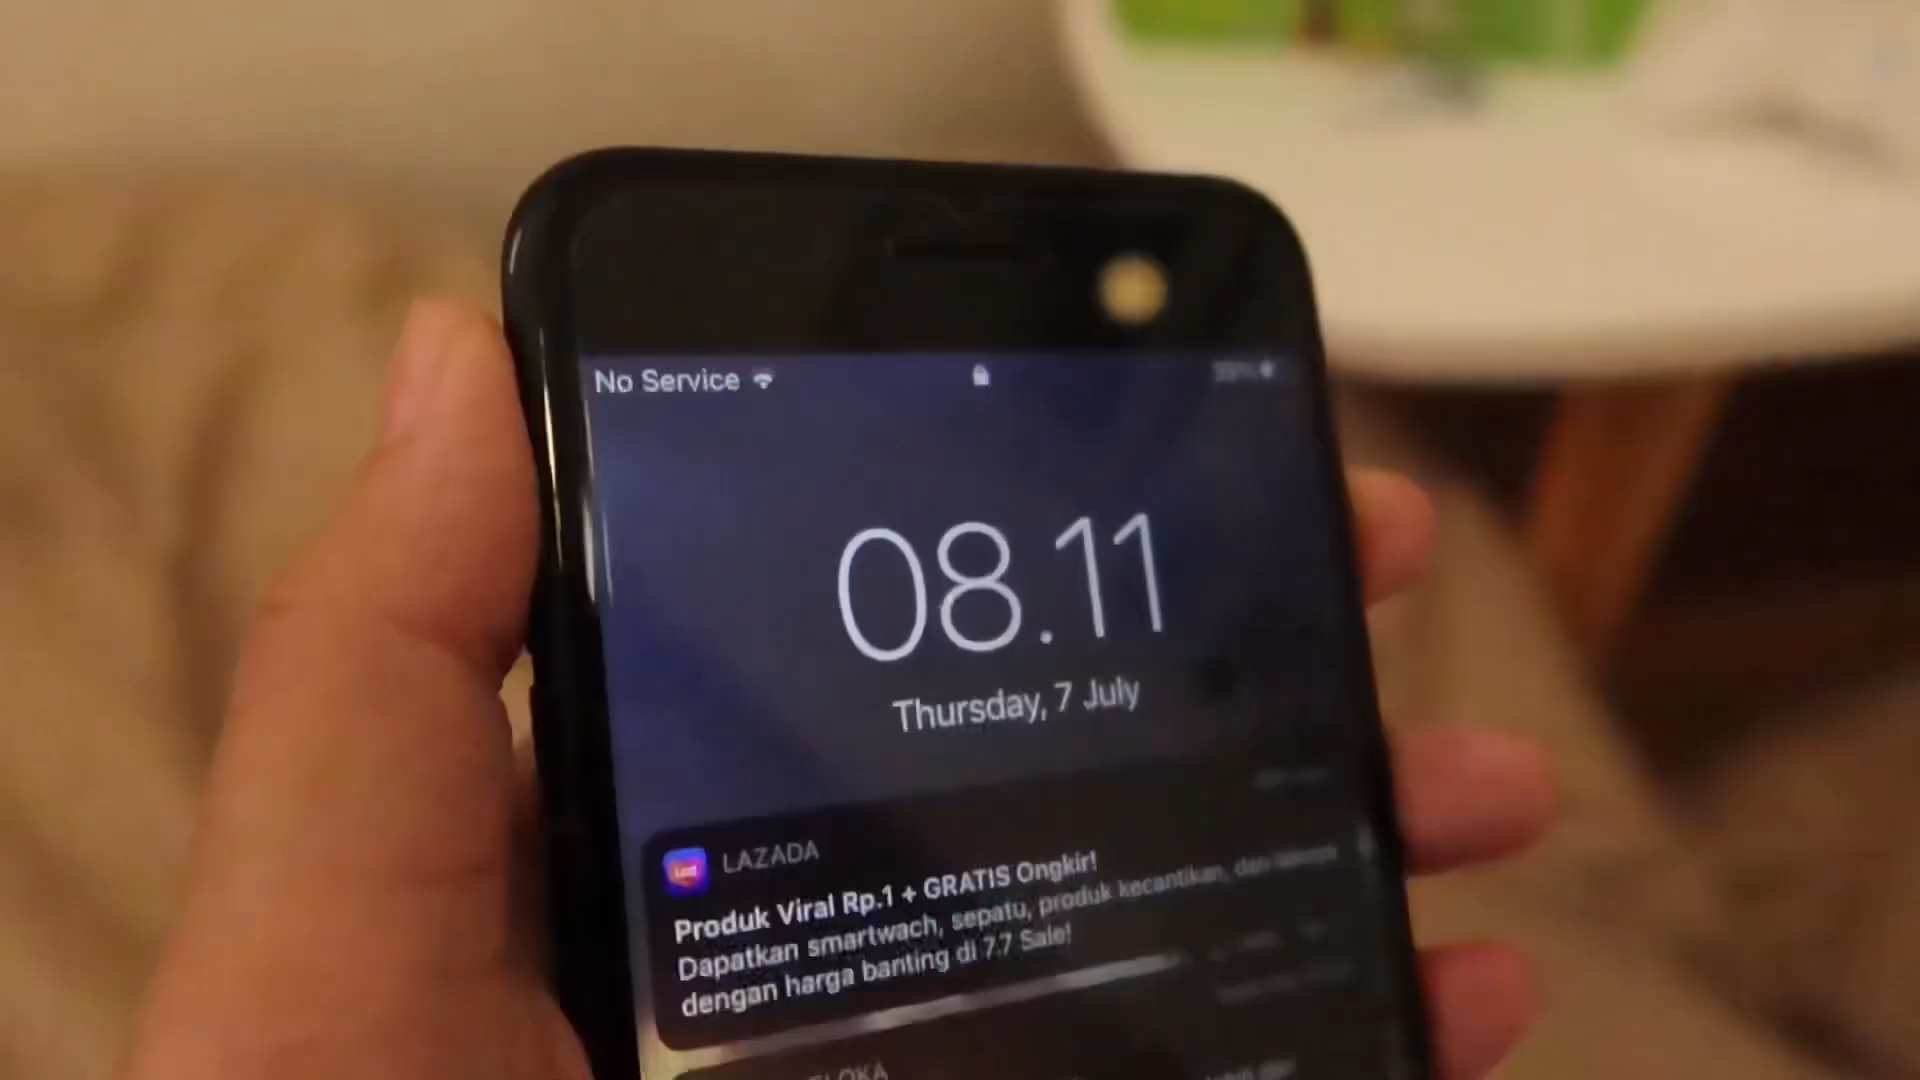 No Service
08.11
Thursday, 7 July
LAZADA
Produk Viral Rp.1 + GRATIS Ongkir!
Dapatkan smartwach, sepatu, produk kecantikan, dan lainnya
dengan harga banting di 7.7 Sale!